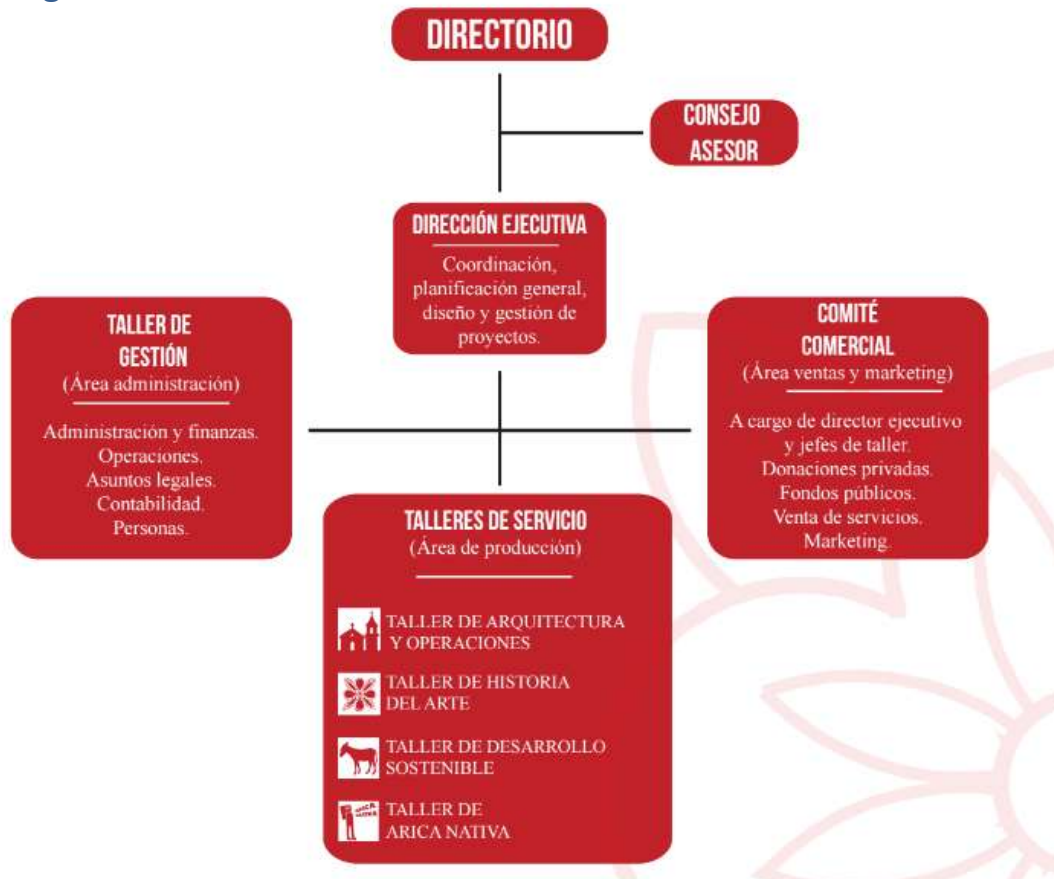 DIRECTORIO
CONSEJO
ASESOR
DIRECCIÓN EJECUTIVA
Coordinación,
planificación general,
diseño y gestión de
proyectos.
TALLER DE
GESTIÓN
(Área administración)
Administración y finanzas.
Operaciones.
Asuntos legales.
Contabilidad.
Personas.
COMITÉ
COMERCIAL
(Área ventas y marketing)
A cargo de director ejecutivo
y jefes de taller.
Donaciones privadas.
Fondos públicos.
Venta de servicios.
Marketing.
TALLERES DE SERVICIO
(Área de producción)
TALLER DE ARQUITECTURA
Y OPERACIONES
TALLER DE HISTORIA
DEL ARTE
TALLER DE DESARROLLO
SOSTENIBLE
TALLER DE
ARICA NATIVA